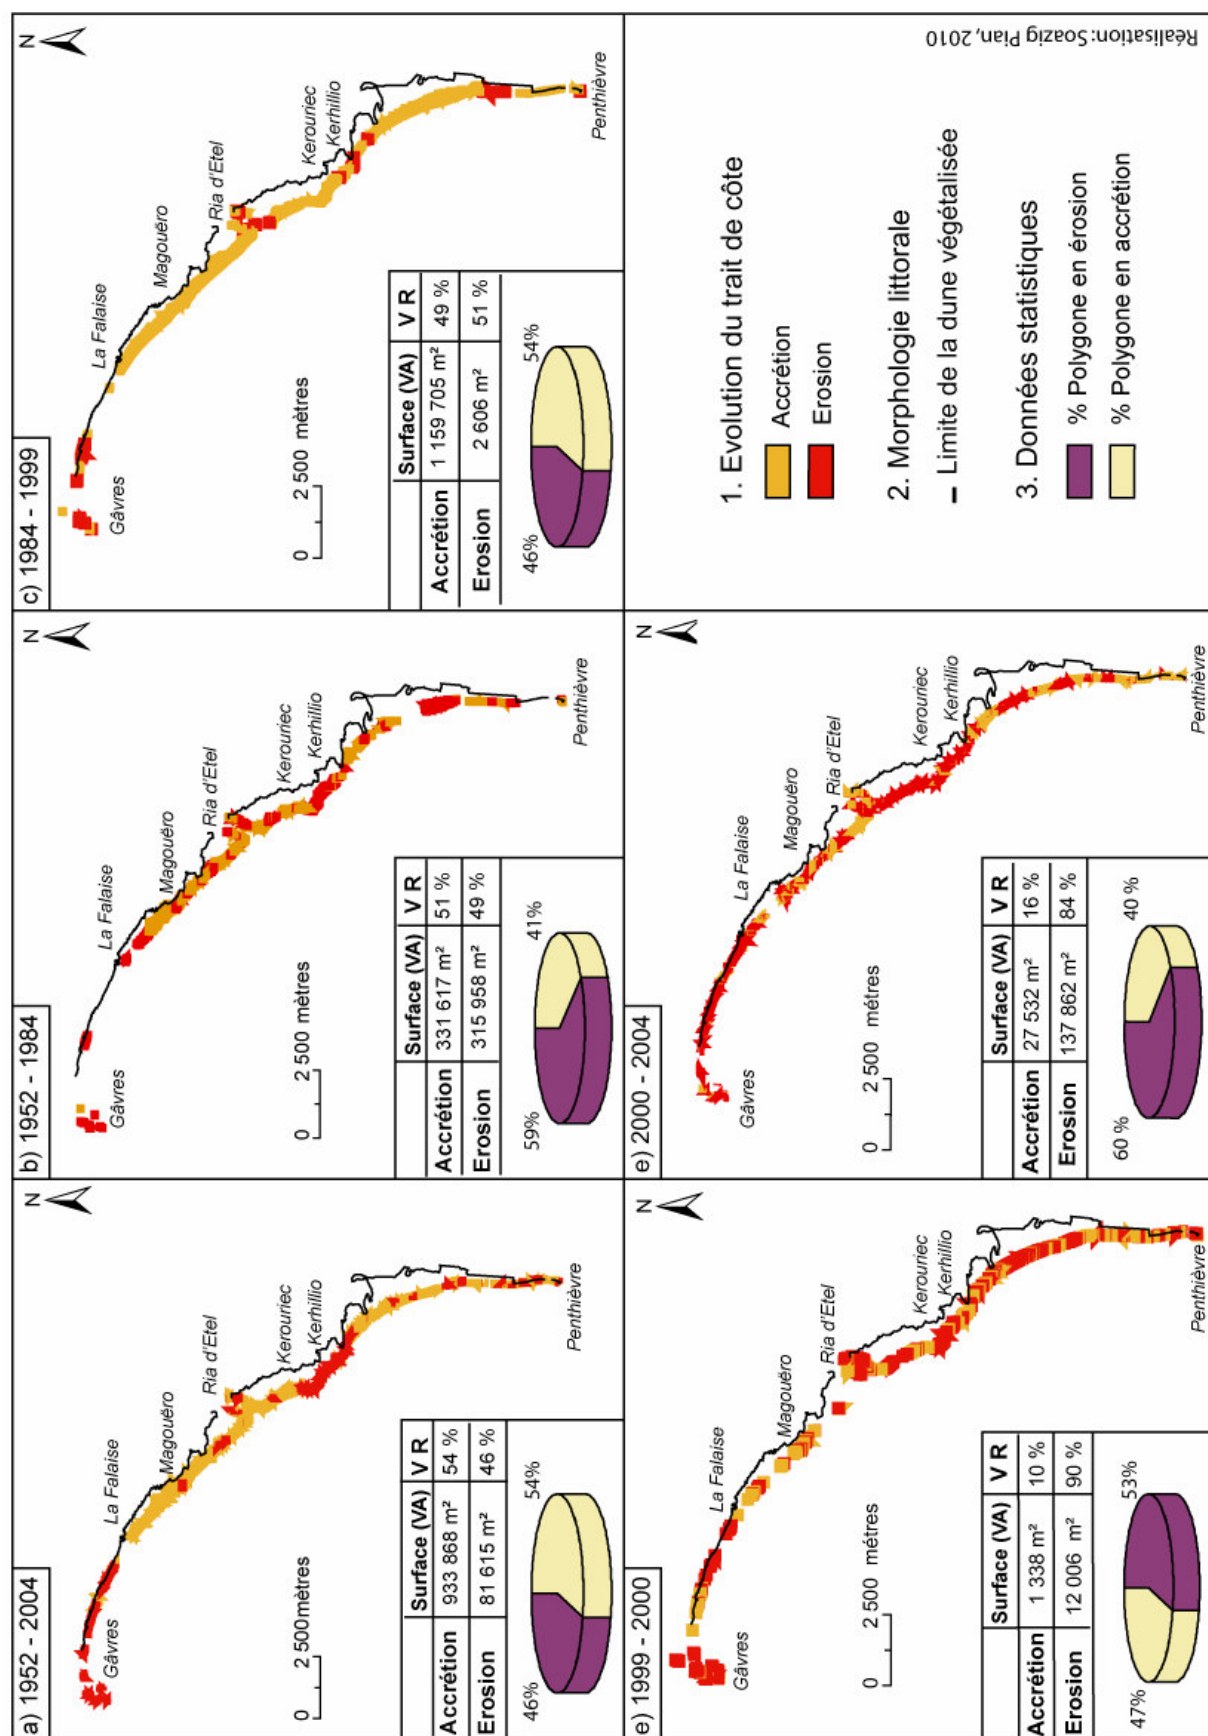 a) 1952 - 2004
N
Gâvres
La Falaise
Magouëro
Ria d'Etel
Kerouriec
Kerhillio
Penthièvre
0 2 500mètres
Surface (VA) V R
Accrétion 933 868 m² 54 %
Erosion 81 615 m² 46 %
46%
54%
b) 1952 - 1984
N
Gâvres
La Falaise
Magouëro
Ria d'Etel
Kerouriec
Kerhillio
Penthièvre
0 2 500 mètres
Surface (VA) V R
Accrétion 331 617 m² 51 %
Erosion 315 958 m² 49 %
59%
41%
c) 1984 - 1999
N
Gâvres
La Falaise
Magouëro
Ria d'Etel
Kerouriec
Kerhillio
Penthièvre
0 2 500 mètres
Surface (VA) V R
Accrétion 1 159 705 m² 49 %
Erosion 2 606 m² 51 %
46%
54%
e) 1999 - 2000
N
Gâvres
La Falaise
Magouëro
Ria d'Etel
Kerouriec
Kerhillio
Penthièvre
0 2 500 métres
Surface (VA) V R
Accrétion 1 338 m² 10 %
Erosion 12 006 m² 90 %
47%
53%
e) 2000 - 2004
N
Gâvres
La Falaise
Magouëro
Ria d'Etel
Kerouriec
Kerhillio
Penthièvre
0 2 500 métres
Surface (VA) V R
Accrétion 27 532 m² 16 %
Erosion 137 862 m² 84 %
60 %
40 %
1. Evolution du trait de côte
Accrétion
Erosion
2. Morphologie littorale
Limite de la dune végétalisée
3. Données statistiques
% Polygone en érosion
% Polygone en accrétion
Réalisation: Soazig Pian, 2010